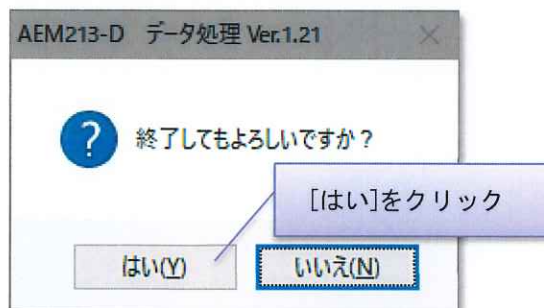 AEM213-D データ処理 Ver.1.21
終了してもよろしいですか？
[はい]をクリック
はい(Y)
いいえ(N)